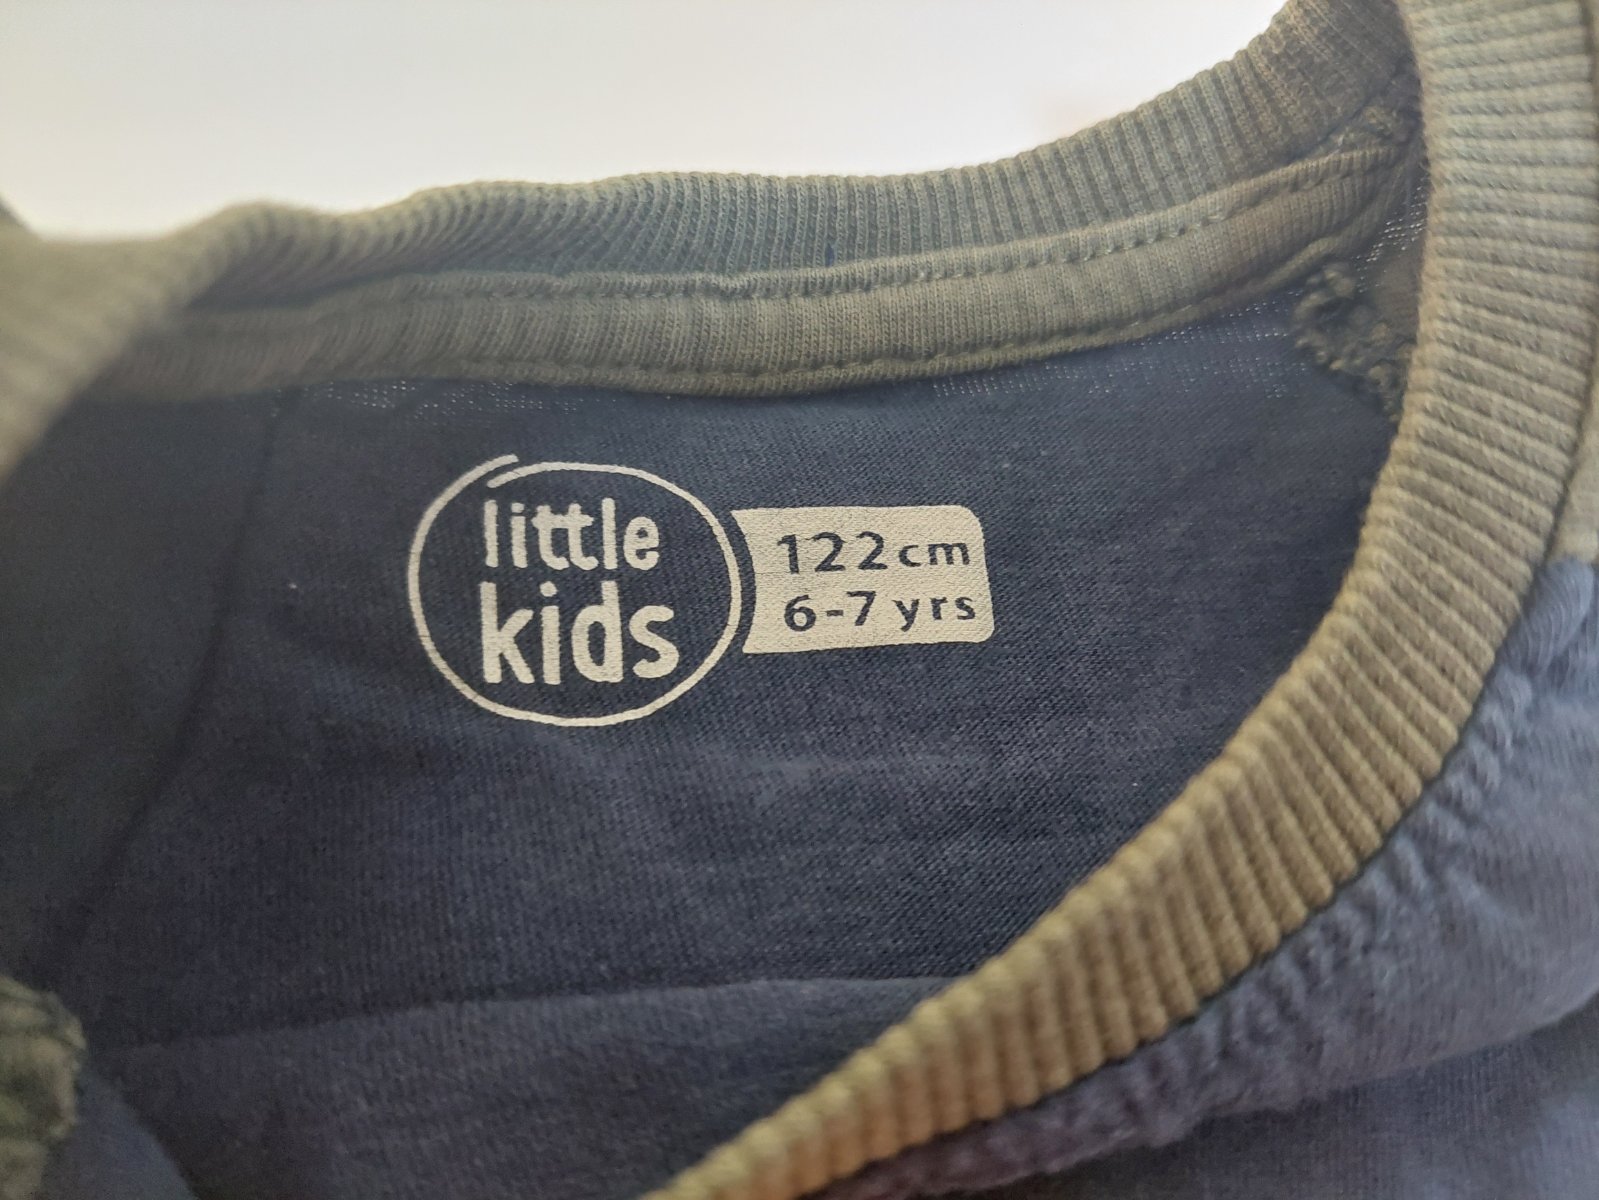 little
kids
122cm
6-7 yrs